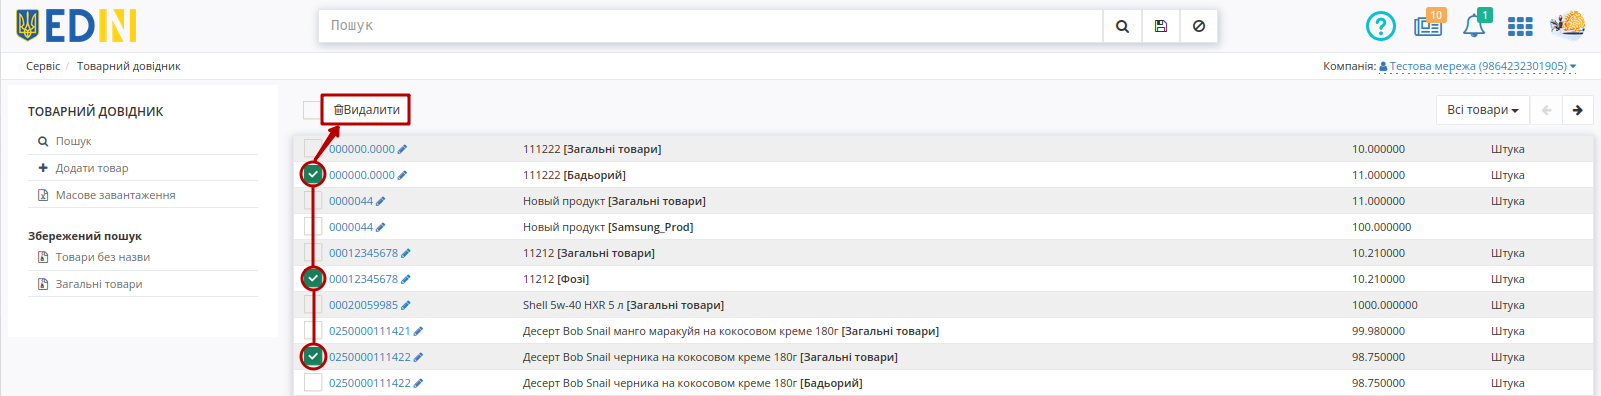 EDIN
Пошук
10
1
Сервіс / Товарний довідник
Компанія: Тестова мережа (9864232301905)
ТОВАРНИЙ ДОВІДНИК
Пошук
Додати товар
Масове завантаження
Збережений пошук
Товари без назви
Загальні товари
Видалити
Всі товари
000000.0000 111222 [Загальні товари] 10.000000 Штука
000000.0000 111222 [Бадьорий] 11.000000 Штука
0000044 Новый продукт [Загальні товари] 11.000000 Штука
0000044 Новый продукт [Samsung_Prod] 100.000000
00012345678 11212 [Загальні товари] 10.210000 Штука
00012345678 11212 [Фозі] 10.210000 Штука
00020059985 Shell 5w-40 HXR 5 л [Загальні товари] 1000.000000 Штука
0250000111421 Десерт Bob Snail манго маракуйя на кокосовом креме 180г [Загальні товари] 99.980000 Штука
0250000111422 Десерт Bob Snail черника на кокосовом креме 180г [Загальні товари] 98.750000 Штука
0250000111422 Десерт Bob Snail черника на кокосовом креме 180г [Бадьорий] 98.750000 Штука